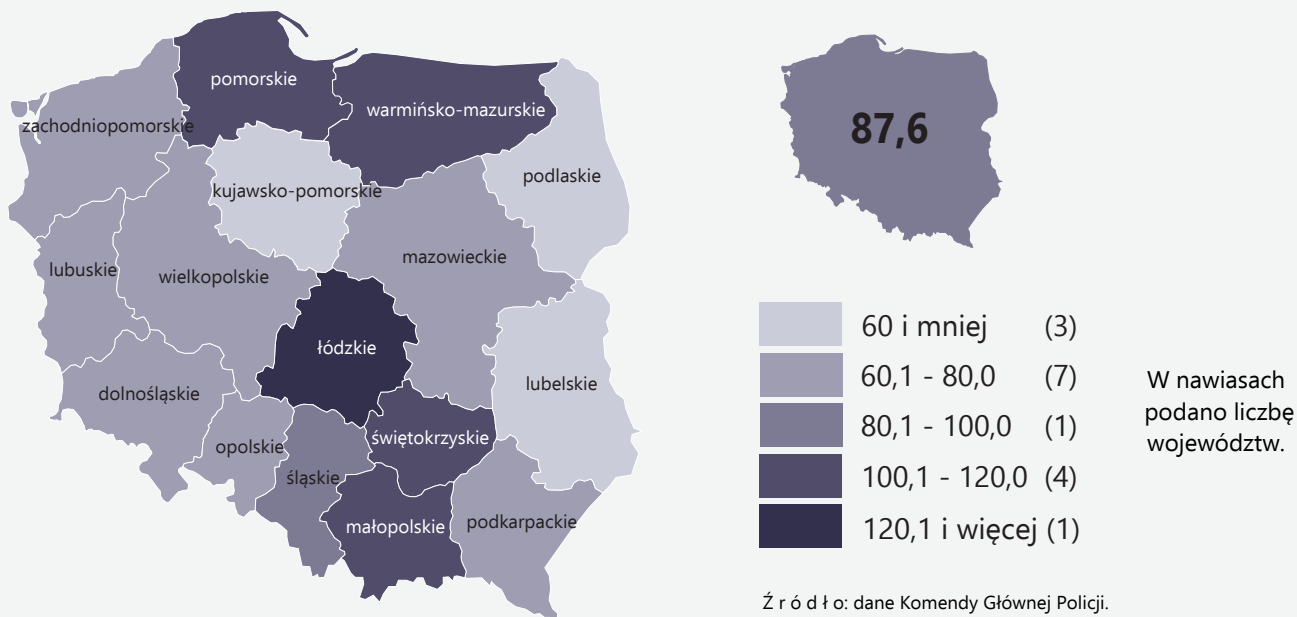 pomorskie
warmińsko-mazurskie
zachodniopomorskie
podlaskie
kujawsko-pomorskie
mazowieckie
lubuskie
wielkopolskie
łódzkie
lubelskie
dolnośląskie
świętokrzyskie
opolskie
śląskie
małopolskie
podkarpackie
87,6
60 i mniej (3)
60,1 - 80,0 (7)
80,1 - 100,0 (1)
100,1 - 120,0 (4)
120,1 i więcej (1)
W nawiasach
podano liczbę
województw.
Ź r ó d ł o: dane Komendy Głównej Policji.